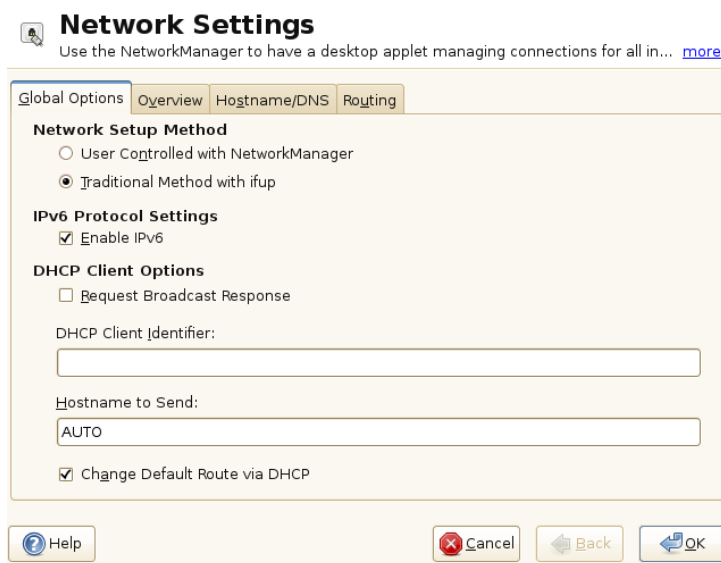 Network Settings
Use the NetworkManager to have a desktop applet managing connections for all in... more
Global Options Overview Hostname/DNS Routing
Network Setup Method
User Controlled with NetworkManager
Traditional Method with ifup
IPv6 Protocol Settings
Enable IPv6
DHCP Client Options
Request Broadcast Response
DHCP Client Identifier:
Hostname to Send:
AUTO
Change Default Route via DHCP
Help Cancel Back OK